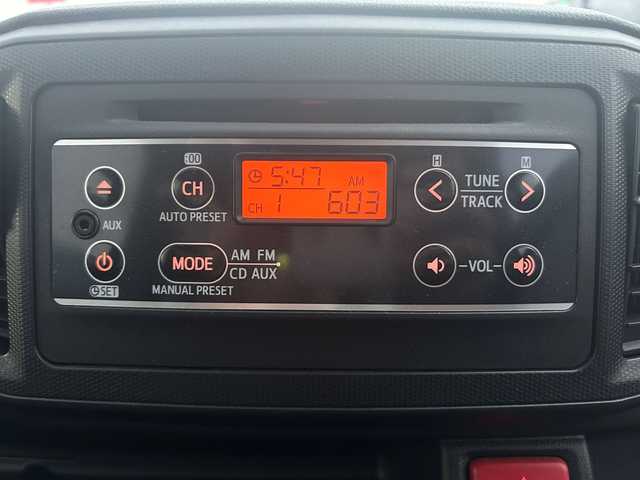 :00 H M
CH
5:47 AM
CH 1 603
TUNE
TRACK
AUTO PRESET
AUX
MODE
AM FM
CD AUX
VOL
SET
MANUAL PRESET